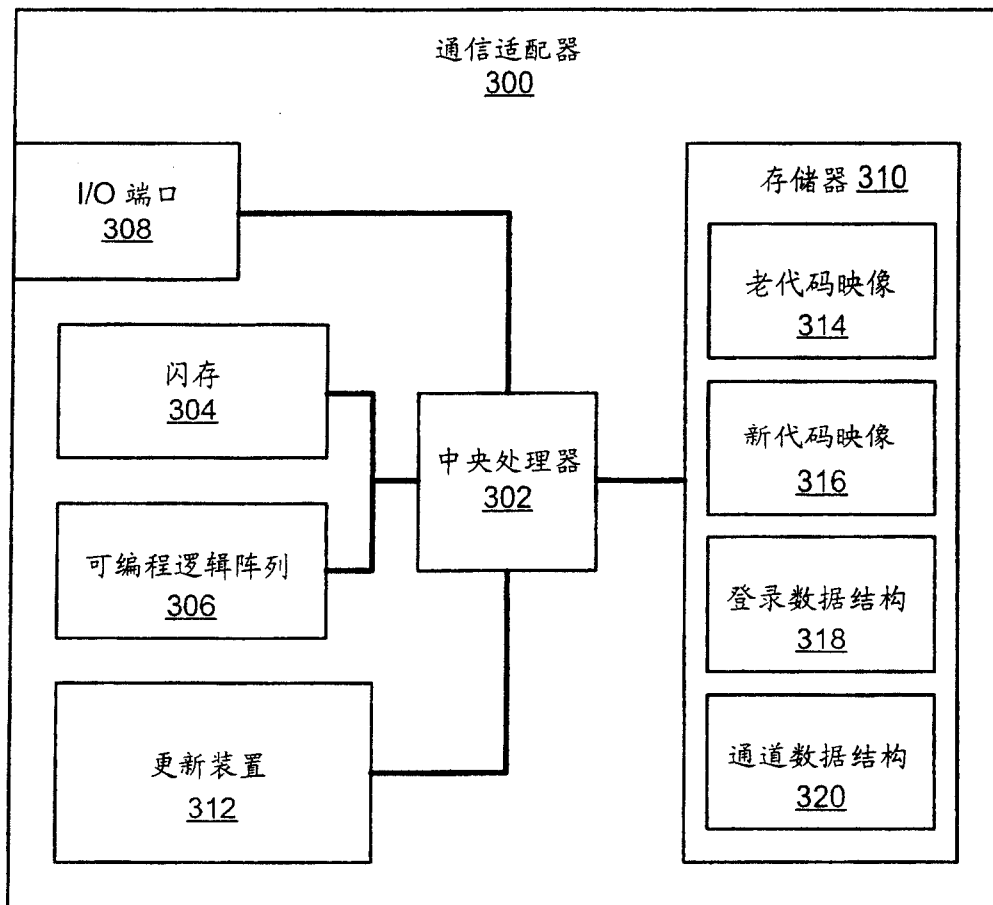 通信适配器
300
I/O 端口
308
闪存
304
可编程逻辑阵列
306
更新装置
312
中央处理器
302
存储器 310
老代码映像
314
新代码映像
316
登录数据结构
318
通道数据结构
320